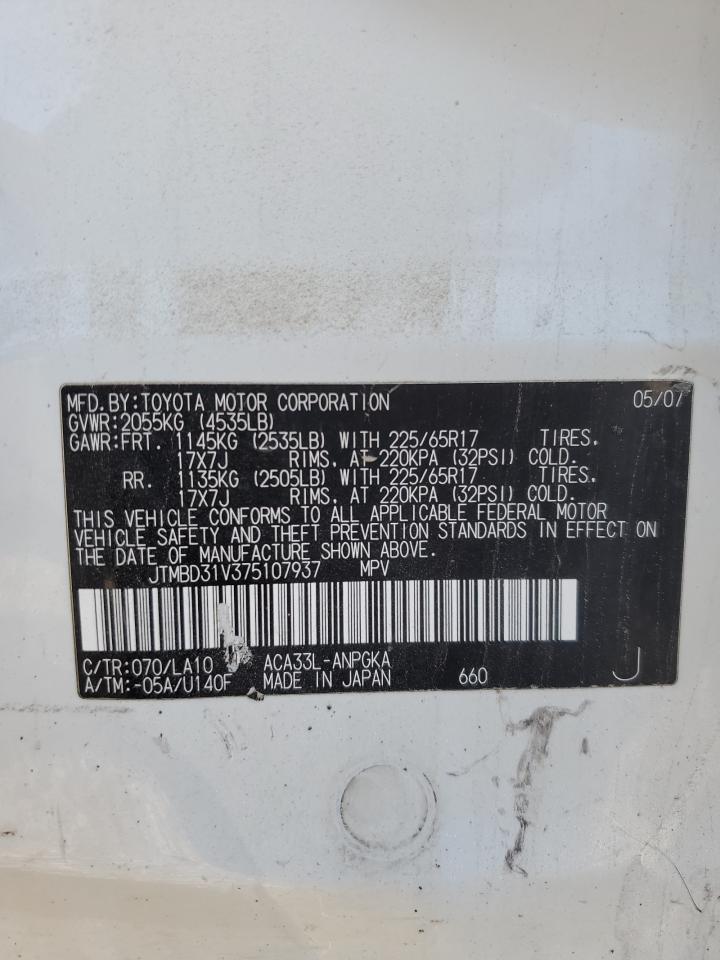 MFD.BY:TOYOTA MOTOR CORPORATION 05/07
GVWR:2055KG (4535LB)
GAWR:FRT. 1145KG (2535LB) WITH 225/65R17 TIRES,
17X7J RIMS, AT 220KPA (32PSI) COLD.
RR. 1135KG (2505LB) WITH 225/65R17 TIRES,
17X7J RIMS, AT 220KPA (32PSI) COLD.
THIS VEHICLE CONFORMS TO ALL APPLICABLE FEDERAL MOTOR
VEHICLE SAFETY AND THEFT PREVENTION STANDARDS IN EFFECT ON
THE DATE OF MANUFACTURE SHOWN ABOVE.
JTMBD31V375107937 MPV
C/TR:070/LA10 ACA33L-ANPGKA
A/TM:-05A/U140F MADE IN JAPAN 660 J